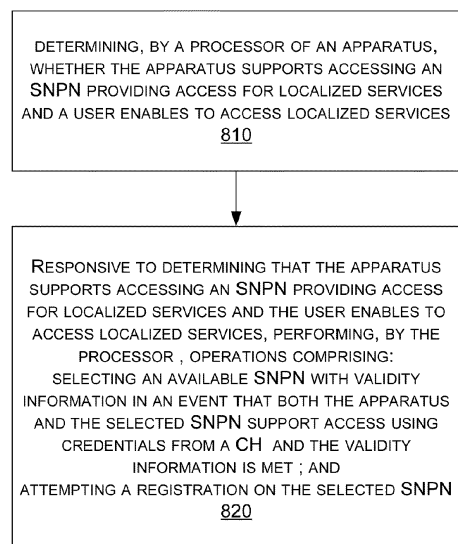 DETERMINING, BY A PROCESSOR OF AN APPARATUS,
WHETHER THE APPARATUS SUPPORTS ACCESSING AN
SNPN PROVIDING ACCESS FOR LOCALIZED SERVICES
AND A USER ENABLES TO ACCESS LOCALIZED SERVICES
810
RESPONSIVE TO DETERMINING THAT THE APPARATUS
SUPPORTS ACCESSING AN SNPN PROVIDING ACCESS
FOR LOCALIZED SERVICES AND THE USER ENABLES TO
ACCESS LOCALIZED SERVICES, PERFORMING, BY THE
PROCESSOR , OPERATIONS COMPRISING:
SELECTING AN AVAILABLE SNPN WITH VALIDITY
INFORMATION IN AN EVENT THAT BOTH THE APPARATUS
AND THE SELECTED SNPN SUPPORT ACCESS USING
CREDENTIALS FROM A CH AND THE VALIDITY
INFORMATION IS MET ; AND
ATTEMPTING A REGISTRATION ON THE SELECTED SNPN
820